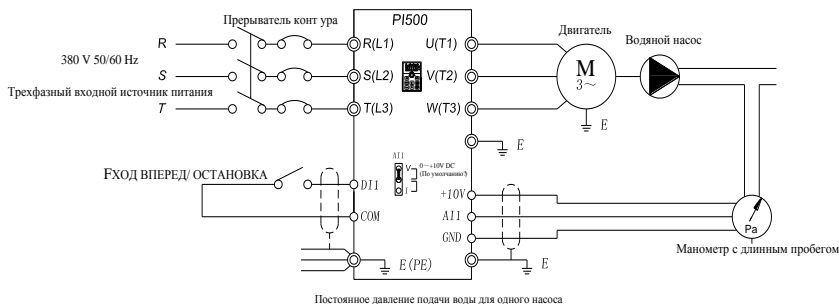 Прерыватель конт ура
PI500
Двигатель
Водяной насос
R
R(L1)
U(T1)
380 V 50/60 Hz
S
S(L2)
V(T2)
M
3~
Трехфазный входной источник питания
T
T(L3)
W(T3)
E
E
AI1
V
0~+10V DC
(По умолчанию)
I
FХОД ВПЕРЕД/ ОСТАНОВКА
DI1
+10V
COM
AI1
GND
Pa
Манометр с длинным пробегом
E(PE)
E
Постоянное давление подачи воды для одного насоса